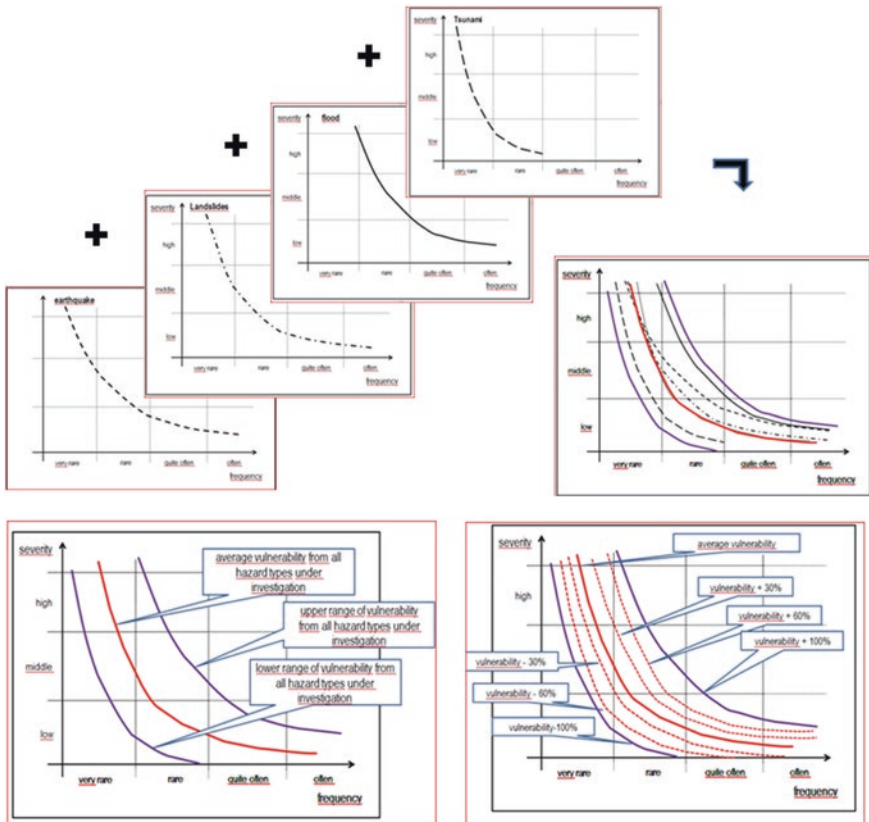 Tsunami
severity
high
middle
low
very rare
rare
quite often
often
frequency
flood
severity
high
middle
low
very rare
rare
quite often
often
frequency
Landslides
severity
high
middle
low
very rare
rare
quite often
often
frequency
earthquake
very rare
rare
quite often
often
frequency
severity
high
middle
low
very rare
rare
quite often
often
frequency
severity
high
middle
low
very rare
rare
quite often
often
frequency
average vulnerability from all
hazard types under
investigation
upper range of vulnerability
from all hazard types under
investigation
lower range of vulnerability from
all hazard types under
investigation
severity
high
very rare
rare
quite often
often
frequency
average vulnerability
vulnerability + 30%
vulnerability + 60%
vulnerability + 100%
vulnerability - 30%
vulnerability - 60%
vulnerability-100%